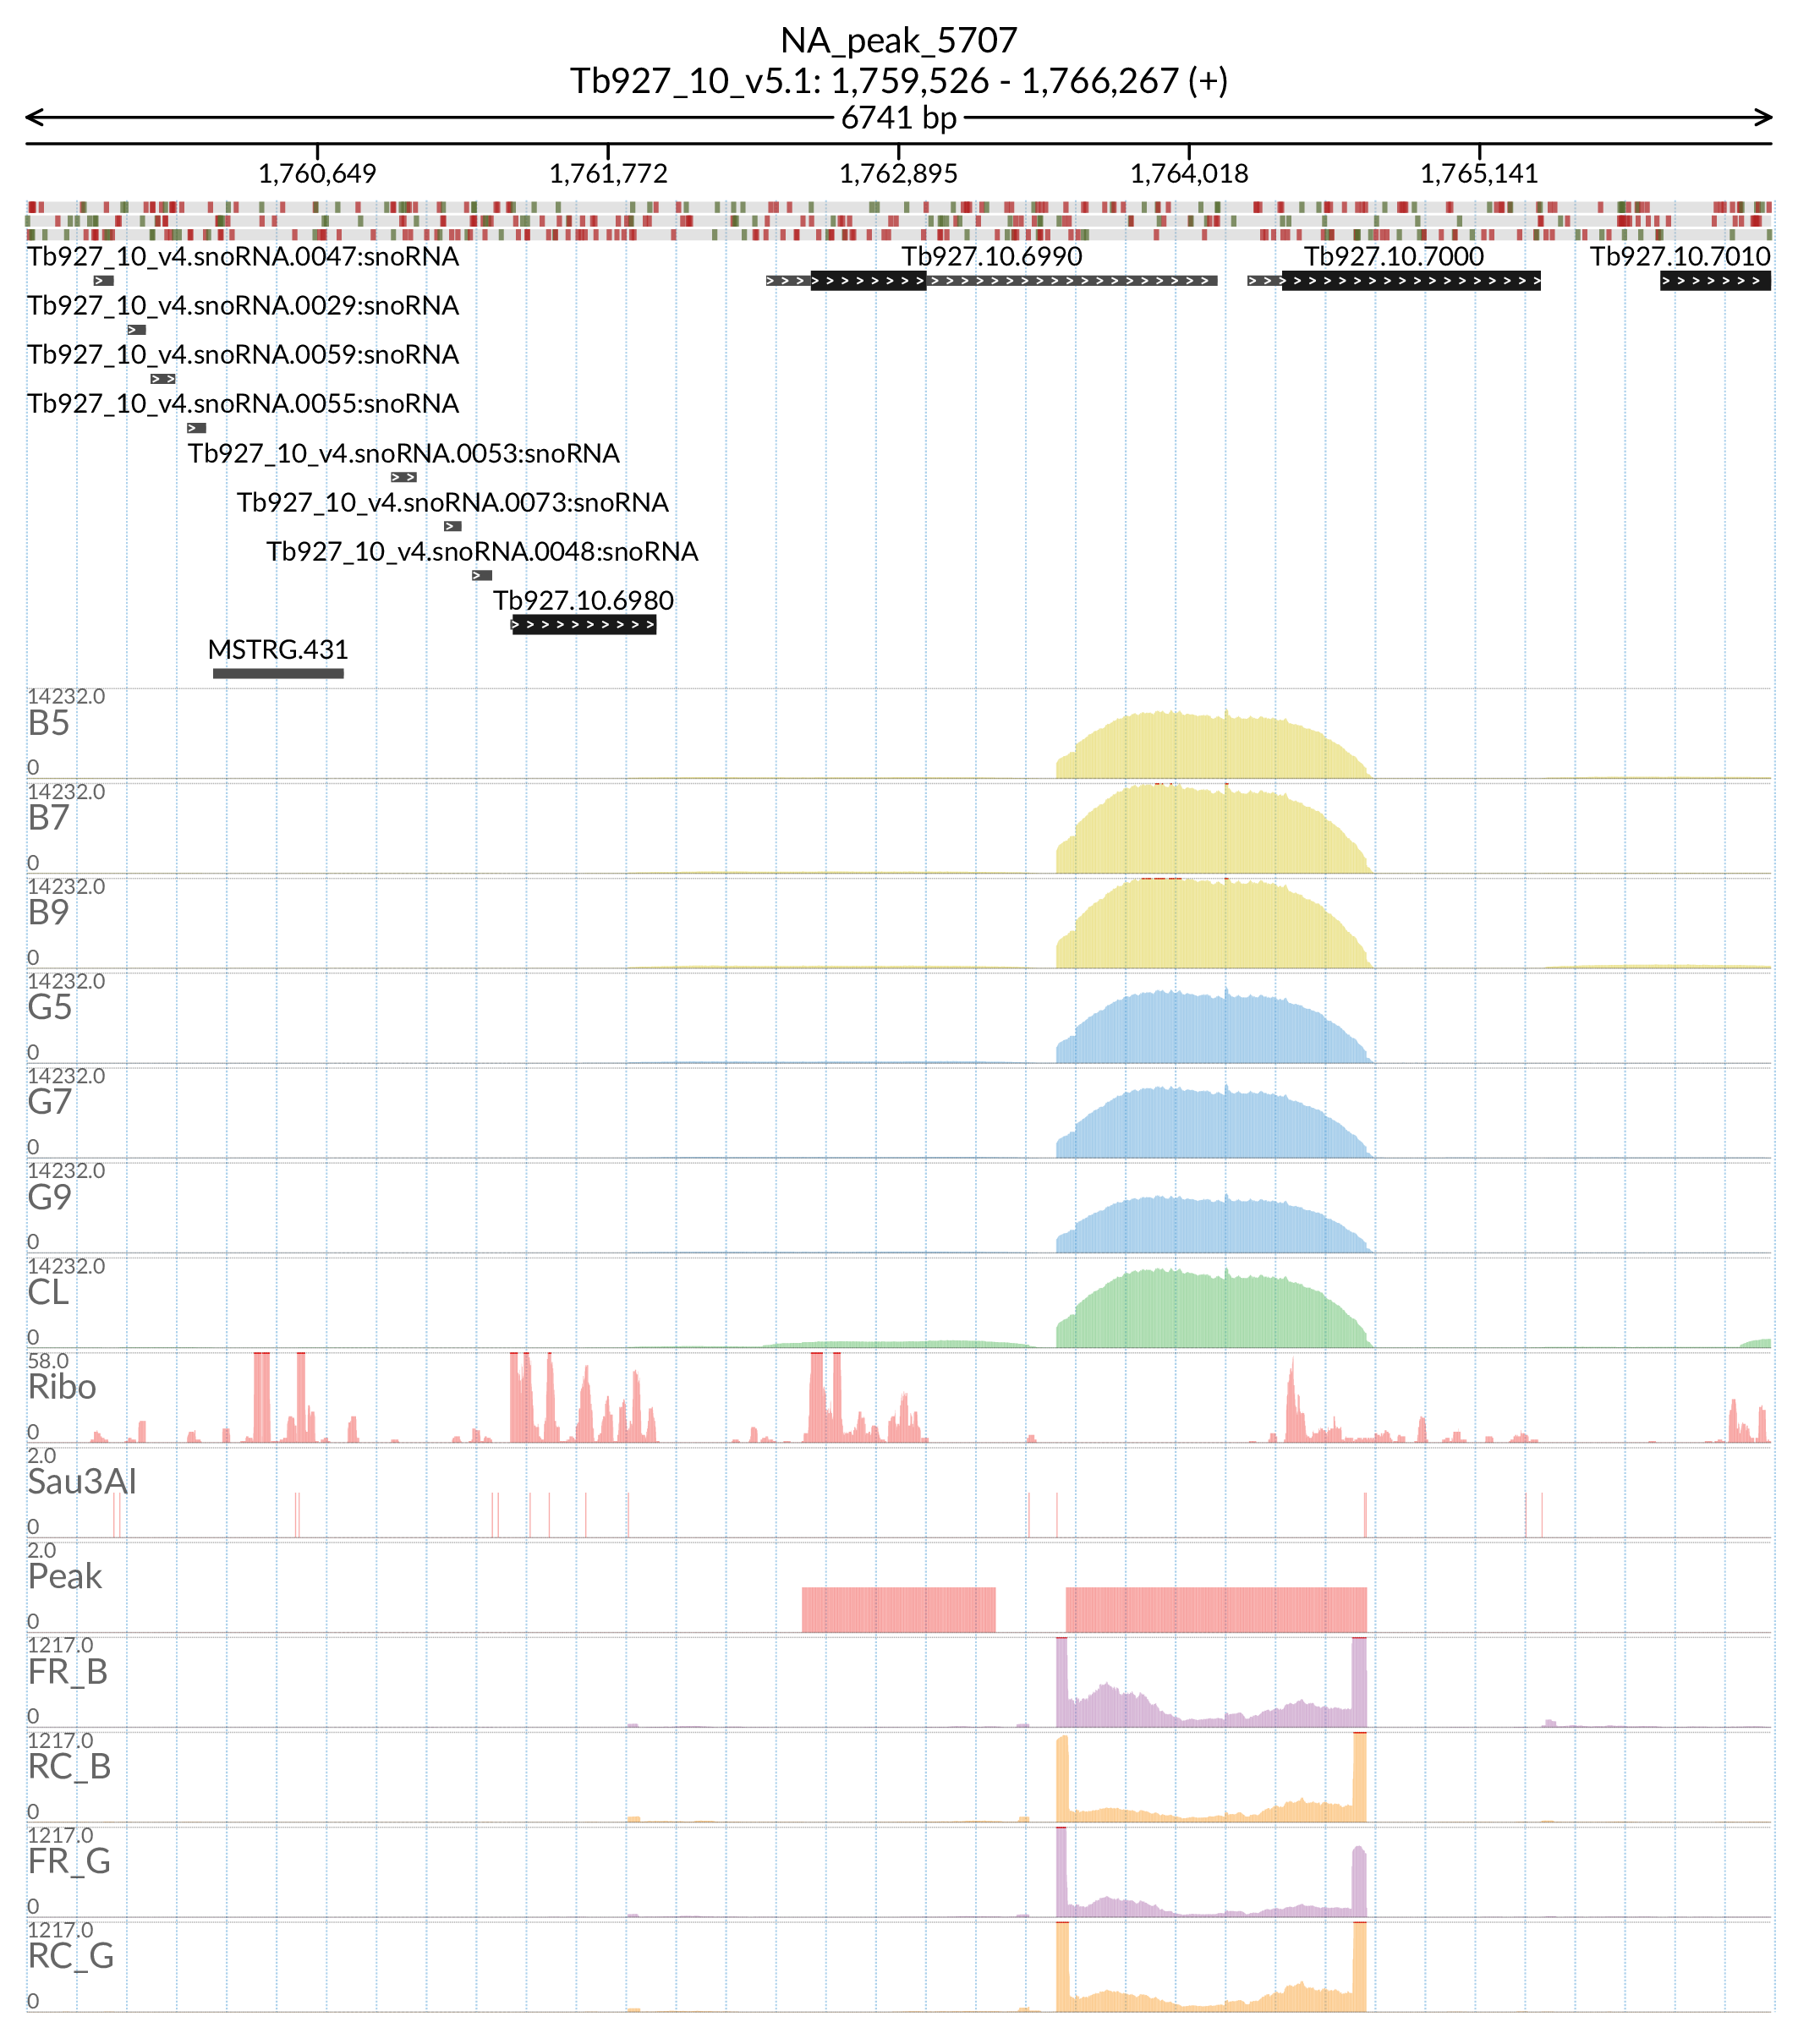 NA_peak_5707
Tb927_10_v5.1: 1,759,526 - 1,766,267 (+)
6741 bp
1,760,649 1,761,772 1,762,895 1,764,018 1,765,141
Tb927_10_v4.snoRNA.0047:snoRNA Tb927.10.6990 Tb927.10.7000 Tb927.10.7010
Tb927_10_v4.snoRNA.0029:snoRNA
Tb927_10_v4.snoRNA.0059:snoRNA
Tb927_10_v4.snoRNA.0055:snoRNA
Tb927_10_v4.snoRNA.0053:snoRNA
Tb927_10_v4.snoRNA.0073:snoRNA
Tb927_10_v4.snoRNA.0048:snoRNA
Tb927.10.6980
MSTRG.431
14232.0
B5
0
14232.0
B7
0
14232.0
B9
0
14232.0
G5
0
14232.0
G7
0
14232.0
G9
0
14232.0
CL
0
58.0
Ribo
0
2.0
Sau3AI
0
2.0
Peak
0
1217.0
FR_B
0
1217.0
RC_B
0
1217.0
FR_G
0
1217.0
RC_G
0